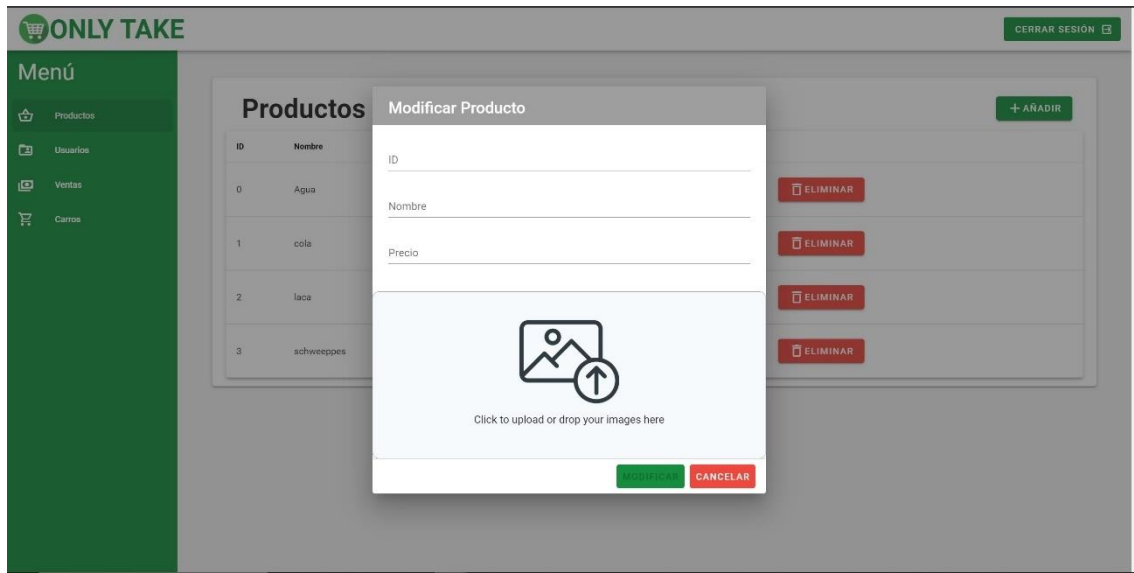 ONLY TAKE
CERRAR SESIÓN
Menú
Productos
Usuarios
Ventas
Carros
Productos
+ AÑADIR
ID Nombre
0 Agua ELIMINAR
1 cola ELIMINAR
2 laca ELIMINAR
3 schweeppes ELIMINAR
Modificar Producto
ID
Nombre
Precio
Click to upload or drop your images here
MODIFICAR CANCELAR